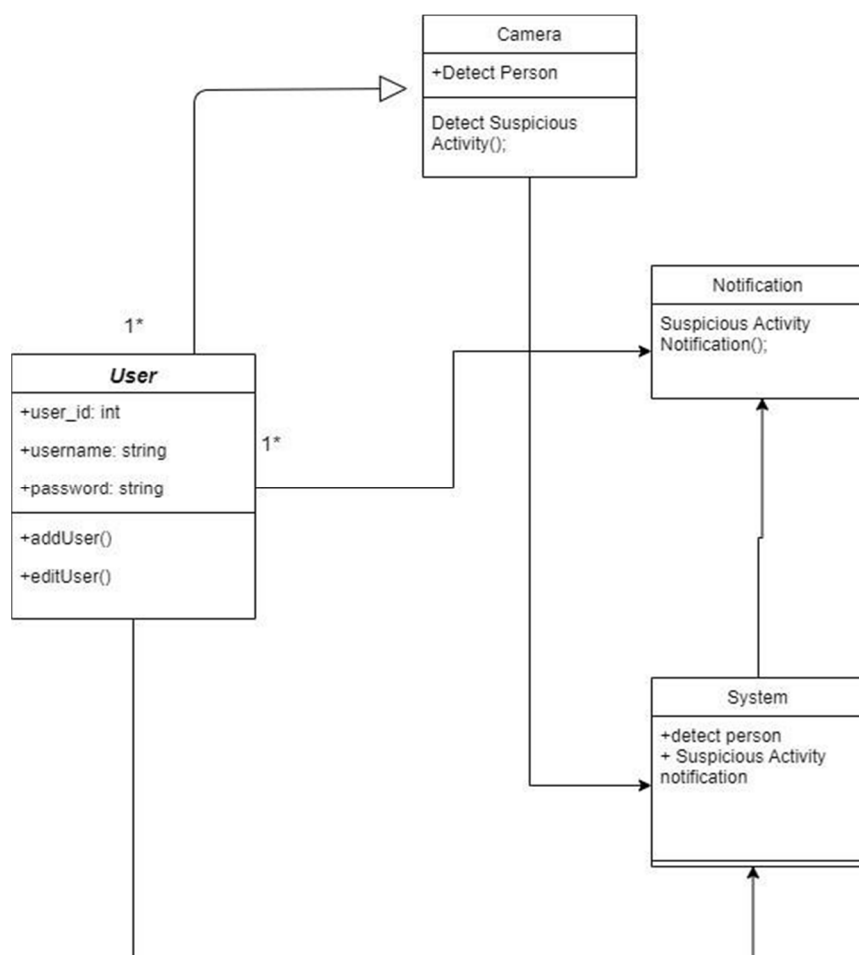 Camera
+Detect Person
Detect Suspicious
Activity();
Notification
Suspicious Activity
Notification();
1*
User
+user_id: int
+username: string
+password: string
+addUser()
+editUser()
1*
System
+detect person
+ Suspicious Activity
notification